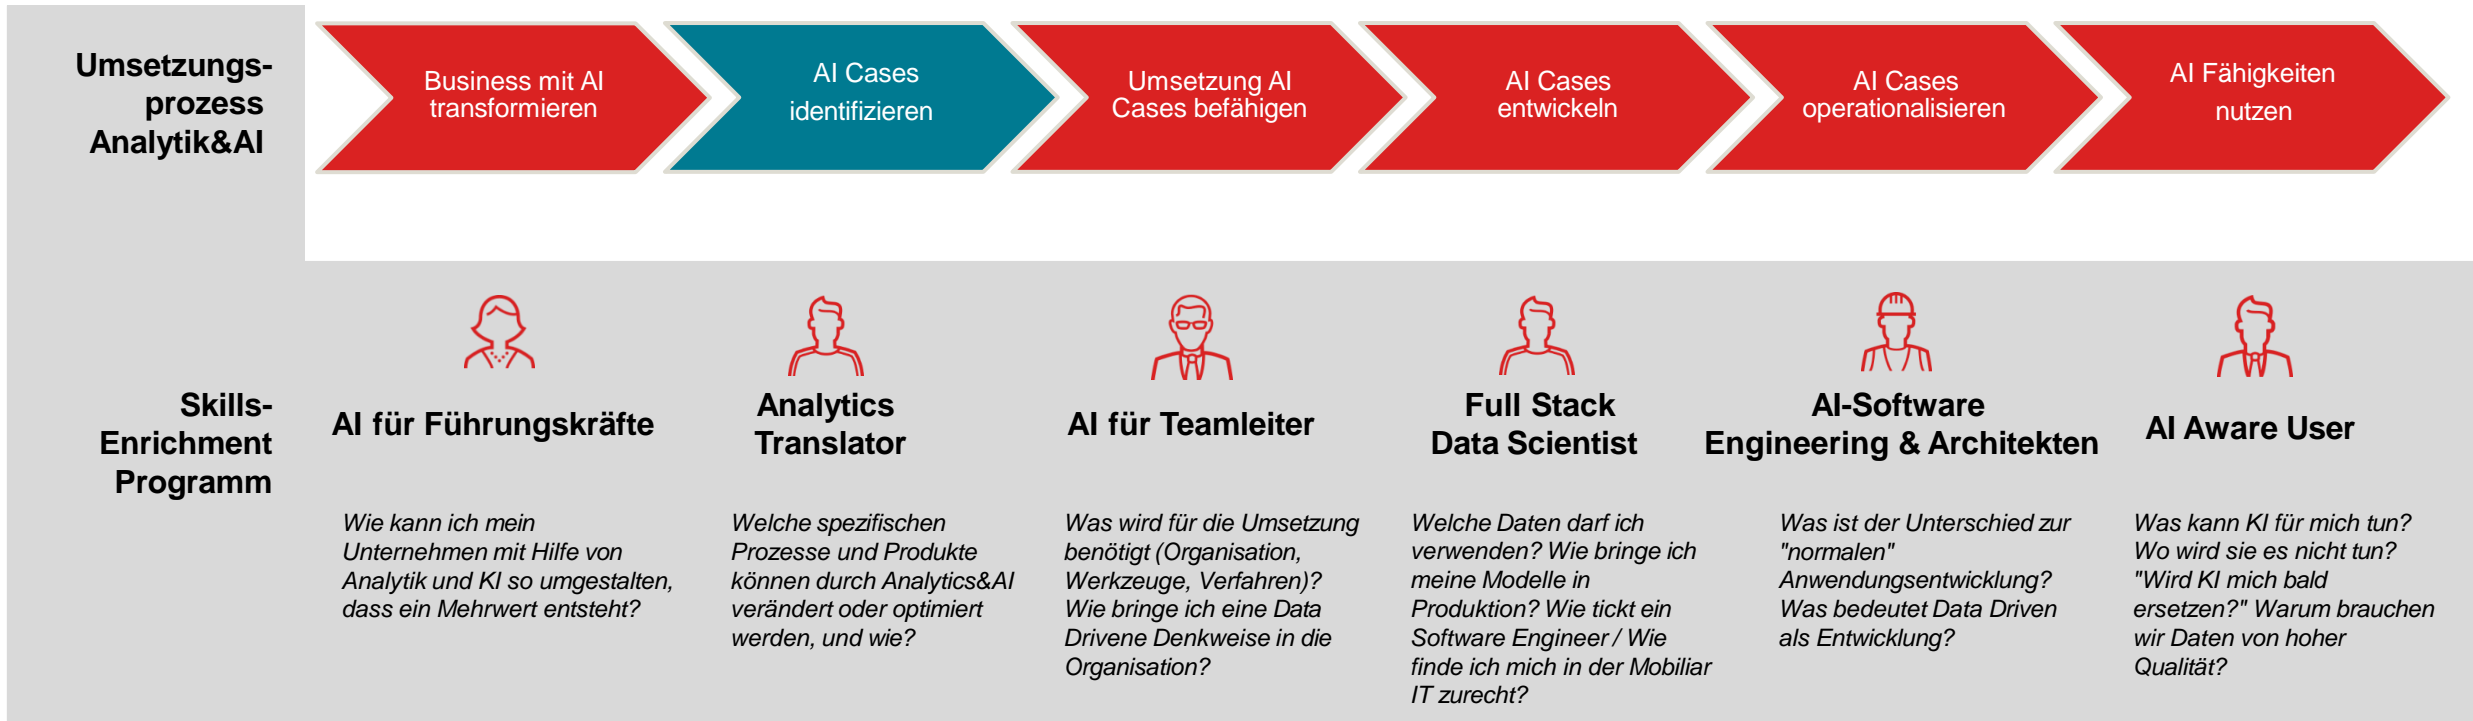 Umsetzungs-
prozess
Analytik&AI
Business mit AI
transformieren
AI Cases
identifizieren
Umsetzung AI
Cases befähigen
AI Cases
entwickeln
AI Cases
operationalisieren
AI Fähigkeiten
nutzen
Skills-
Enrichment
Programm
AI für Führungskräfte
Wie kann ich mein
Unternehmen mit Hilfe von
Analytik und KI so umgestalten,
dass ein Mehrwert entsteht?
Analytics
Translator
Welche spezifischen
Prozesse und Produkte
können durch Analytics&AI
verändert oder optimiert
werden, und wie?
AI für Teamleiter
Was wird für die Umsetzung
benötigt (Organisation,
Werkzeuge, Verfahren)?
Wie bringe ich eine Data
Drivene Denkweise in die
Organisation?
Full Stack
Data Scientist
Welche Daten darf ich
verwenden? Wie bringe ich
meine Modelle in
Produktion? Wie tickt ein
Software Engineer / Wie
finde ich mich in der Mobiliar
IT zurecht?
AI-Software
Engineering & Architekten
Was ist der Unterschied zur
"normalen"
Anwendungsentwicklung?
Was bedeutet Data Driven
als Entwicklung?
AI Aware User
Was kann KI für mich tun?
Wo wird sie es nicht tun?
"Wird KI mich bald
ersetzen?" Warum brauchen
wir Daten von hoher
Qualität?